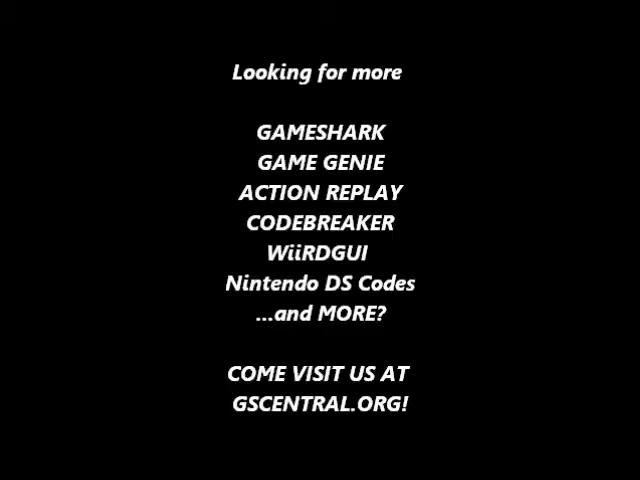 Looking for more
GAMESHARK
GAME GENIE
ACTION REPLAY
CODEBREAKER
WiiRDGUI
Nintendo DS Codes
...and MORE?
COME VISIT US AT
GSCENTRAL.ORG!